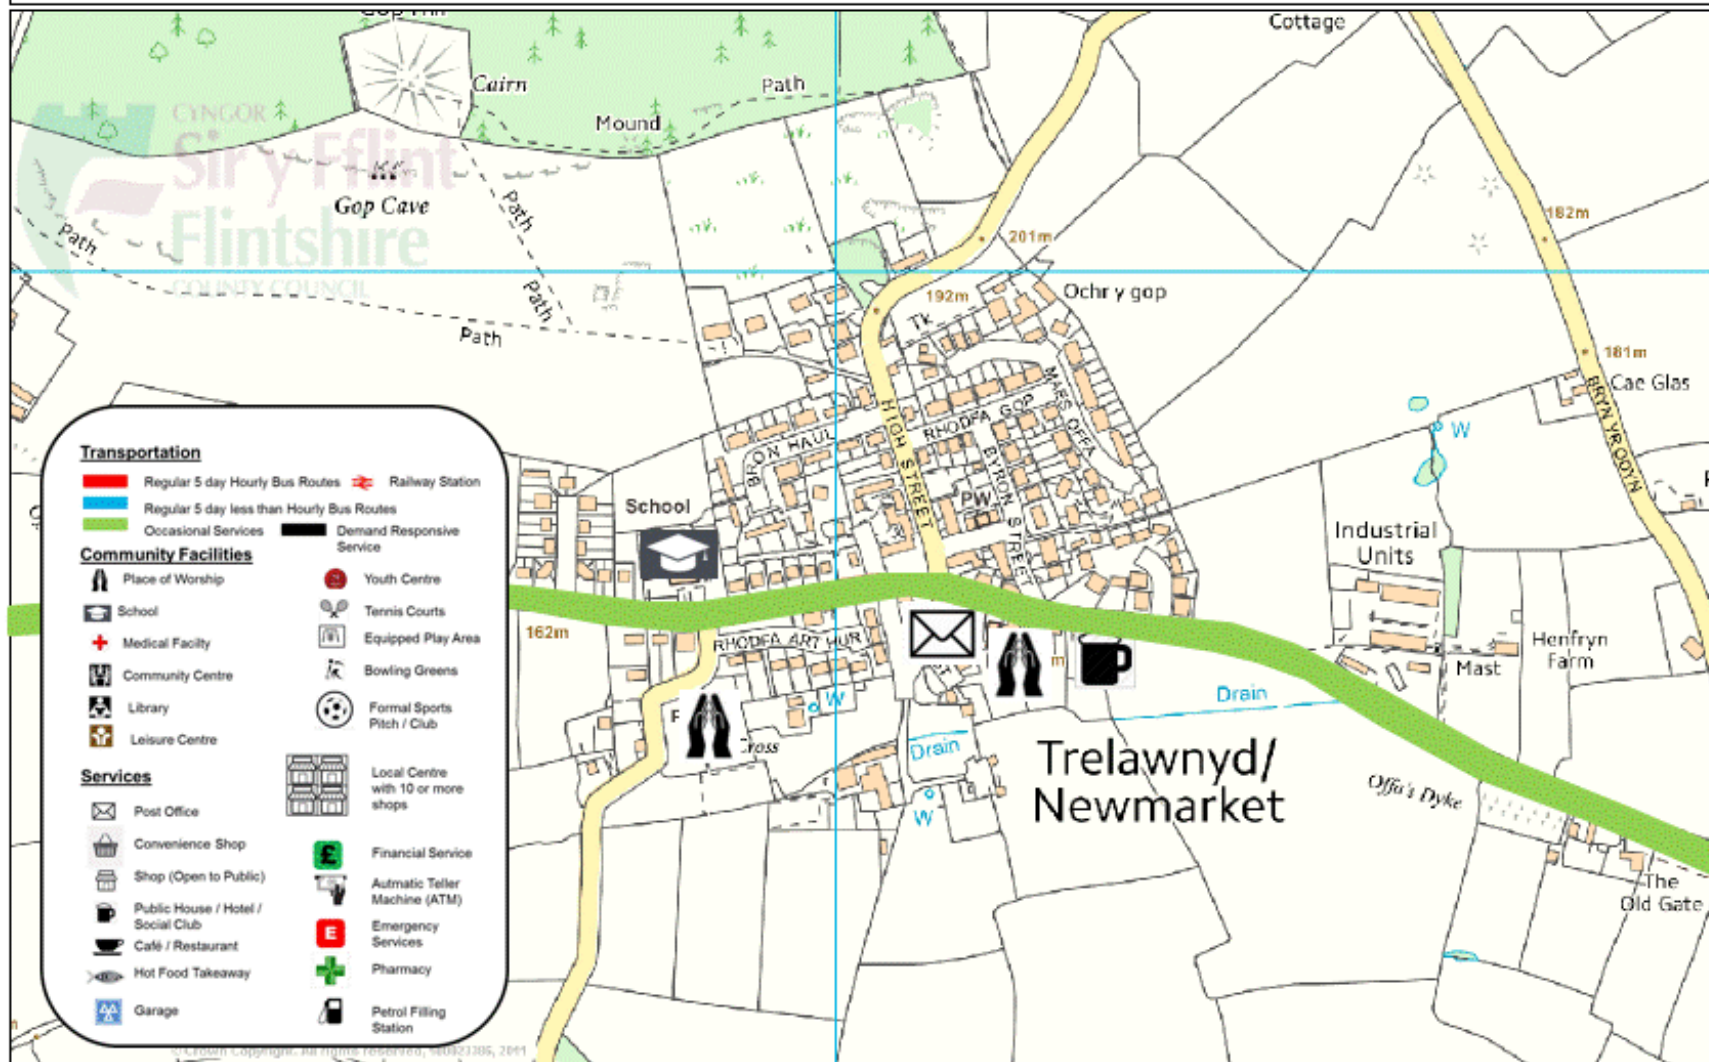 Cottage
Cairn
Path
Mound
CYNGOR
Sir y Fflint
Flintshire
COUNTY COUNCIL
Gop Cave
Path
Path
Path
Path
201m
182m
192m
Ochr y gop
Tk
181m
Cae Glas
BRYN YR ODYN
HIGH STREET
RHODFA GOP
MAES OFFA
BRON HAUL
BYRON STREET
PW
W
School
Industrial
Units
162m
RHODFA ARTHUR
Henfryn
Farm
Mast
Drain
W
Drain
W
Trelawnyd/
Newmarket
Offa's Dyke
The
Old Gate
Transportation
Regular 5 day Hourly Bus Routes
Railway Station
Regular 5 day less than Hourly Bus Routes
Occasional Services
Demand Responsive
Service
Community Facilities
Place of Worship
Youth Centre
School
Tennis Courts
Medical Facilty
Equipped Play Area
Community Centre
Bowling Greens
Library
Formal Sports
Pitch / Club
Leisure Centre
Services
Local Centre
with 10 or more
shops
Post Office
Convenience Shop
Financial Service
Shop (Open to Public)
Autmatic Teller
Machine (ATM)
Public House / Hotel /
Social Club
E
Emergency
Services
Café / Restaurant
Hot Food Takeaway
Pharmacy
Garage
Petrol Filling
Station